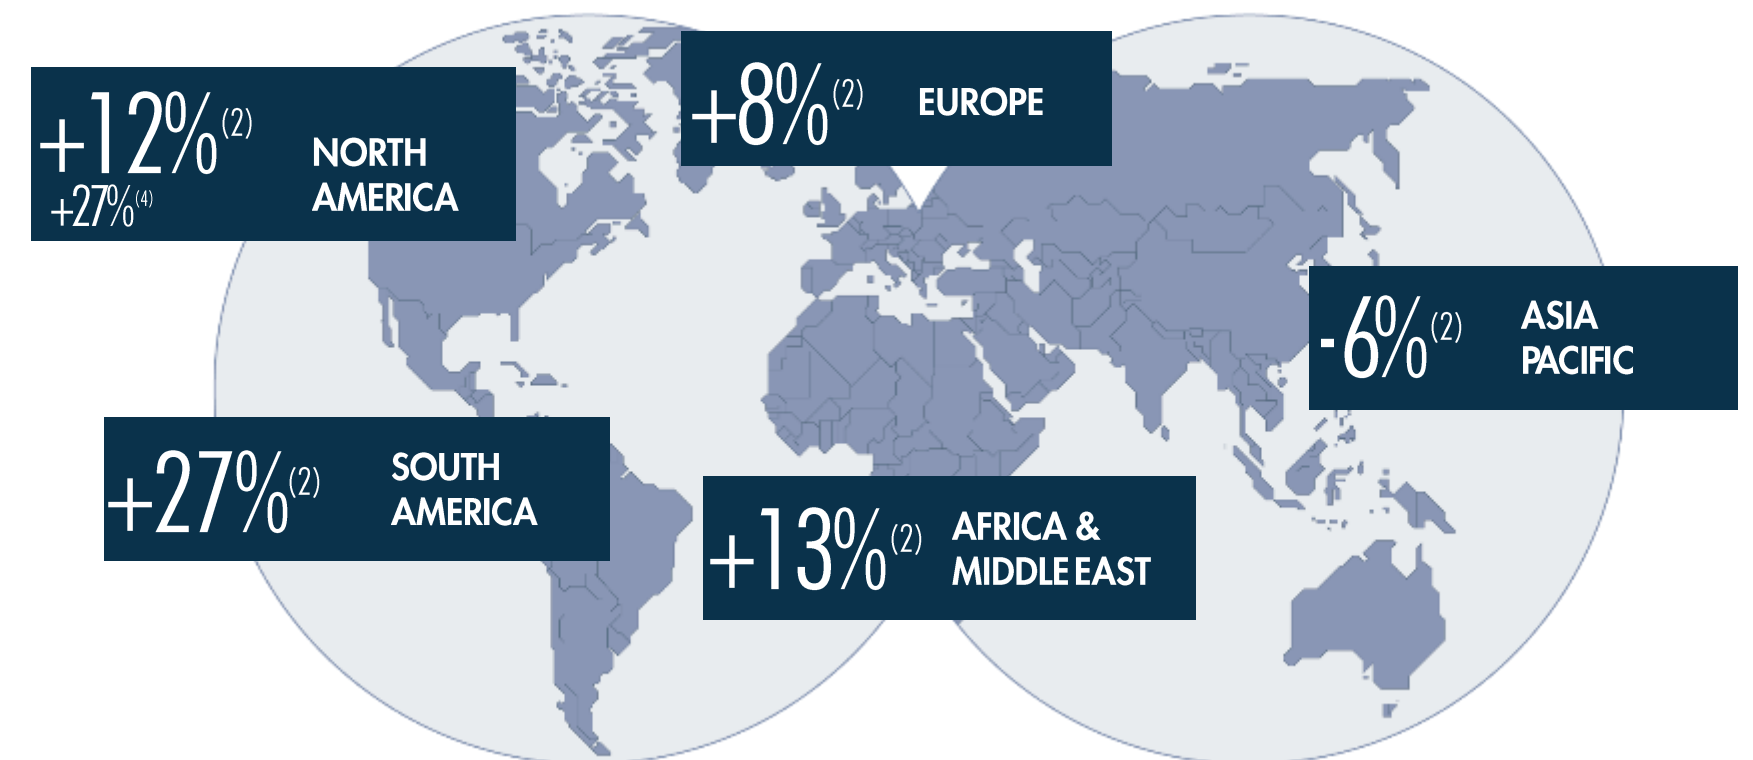 +12%(2)
+27%(4)
NORTH
AMERICA
+8%(2)
EUROPE
-6%(2)
ASIA
PACIFIC
+27%(2)
SOUTH
AMERICA
+13%(2)
AFRICA &
MIDDLE EAST